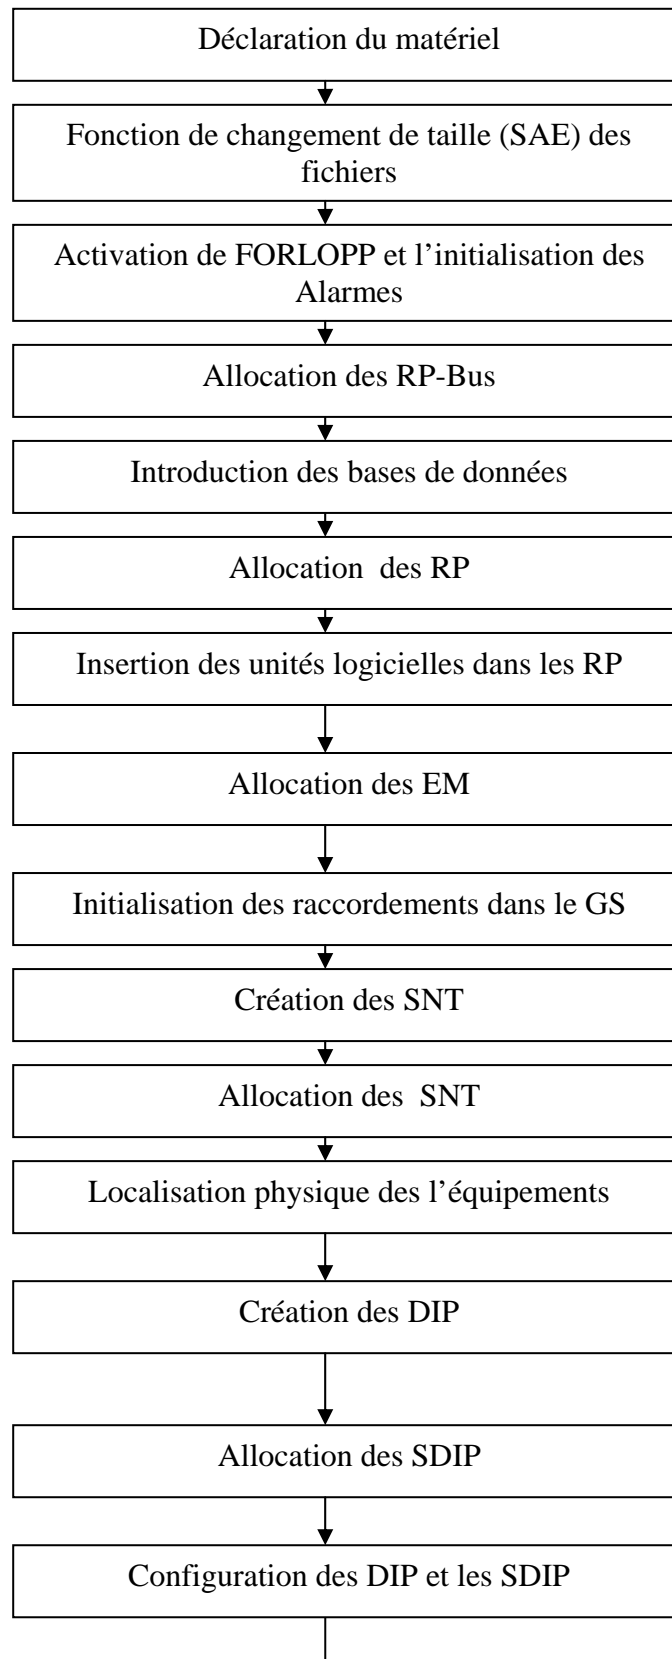 Déclaration du matériel
Fonction de changement de taille (SAE) des
fichiers
Activation de FORLOPP et l’initialisation des
Alarmes
Allocation des RP-Bus
Introduction des bases de données
Allocation des RP
Insertion des unités logicielles dans les RP
Allocation des EM
Initialisation des raccordements dans le GS
Création des SNT
Allocation des SNT
Localisation physique des l’équipements
Création des DIP
Allocation des SDIP
Configuration des DIP et les SDIP